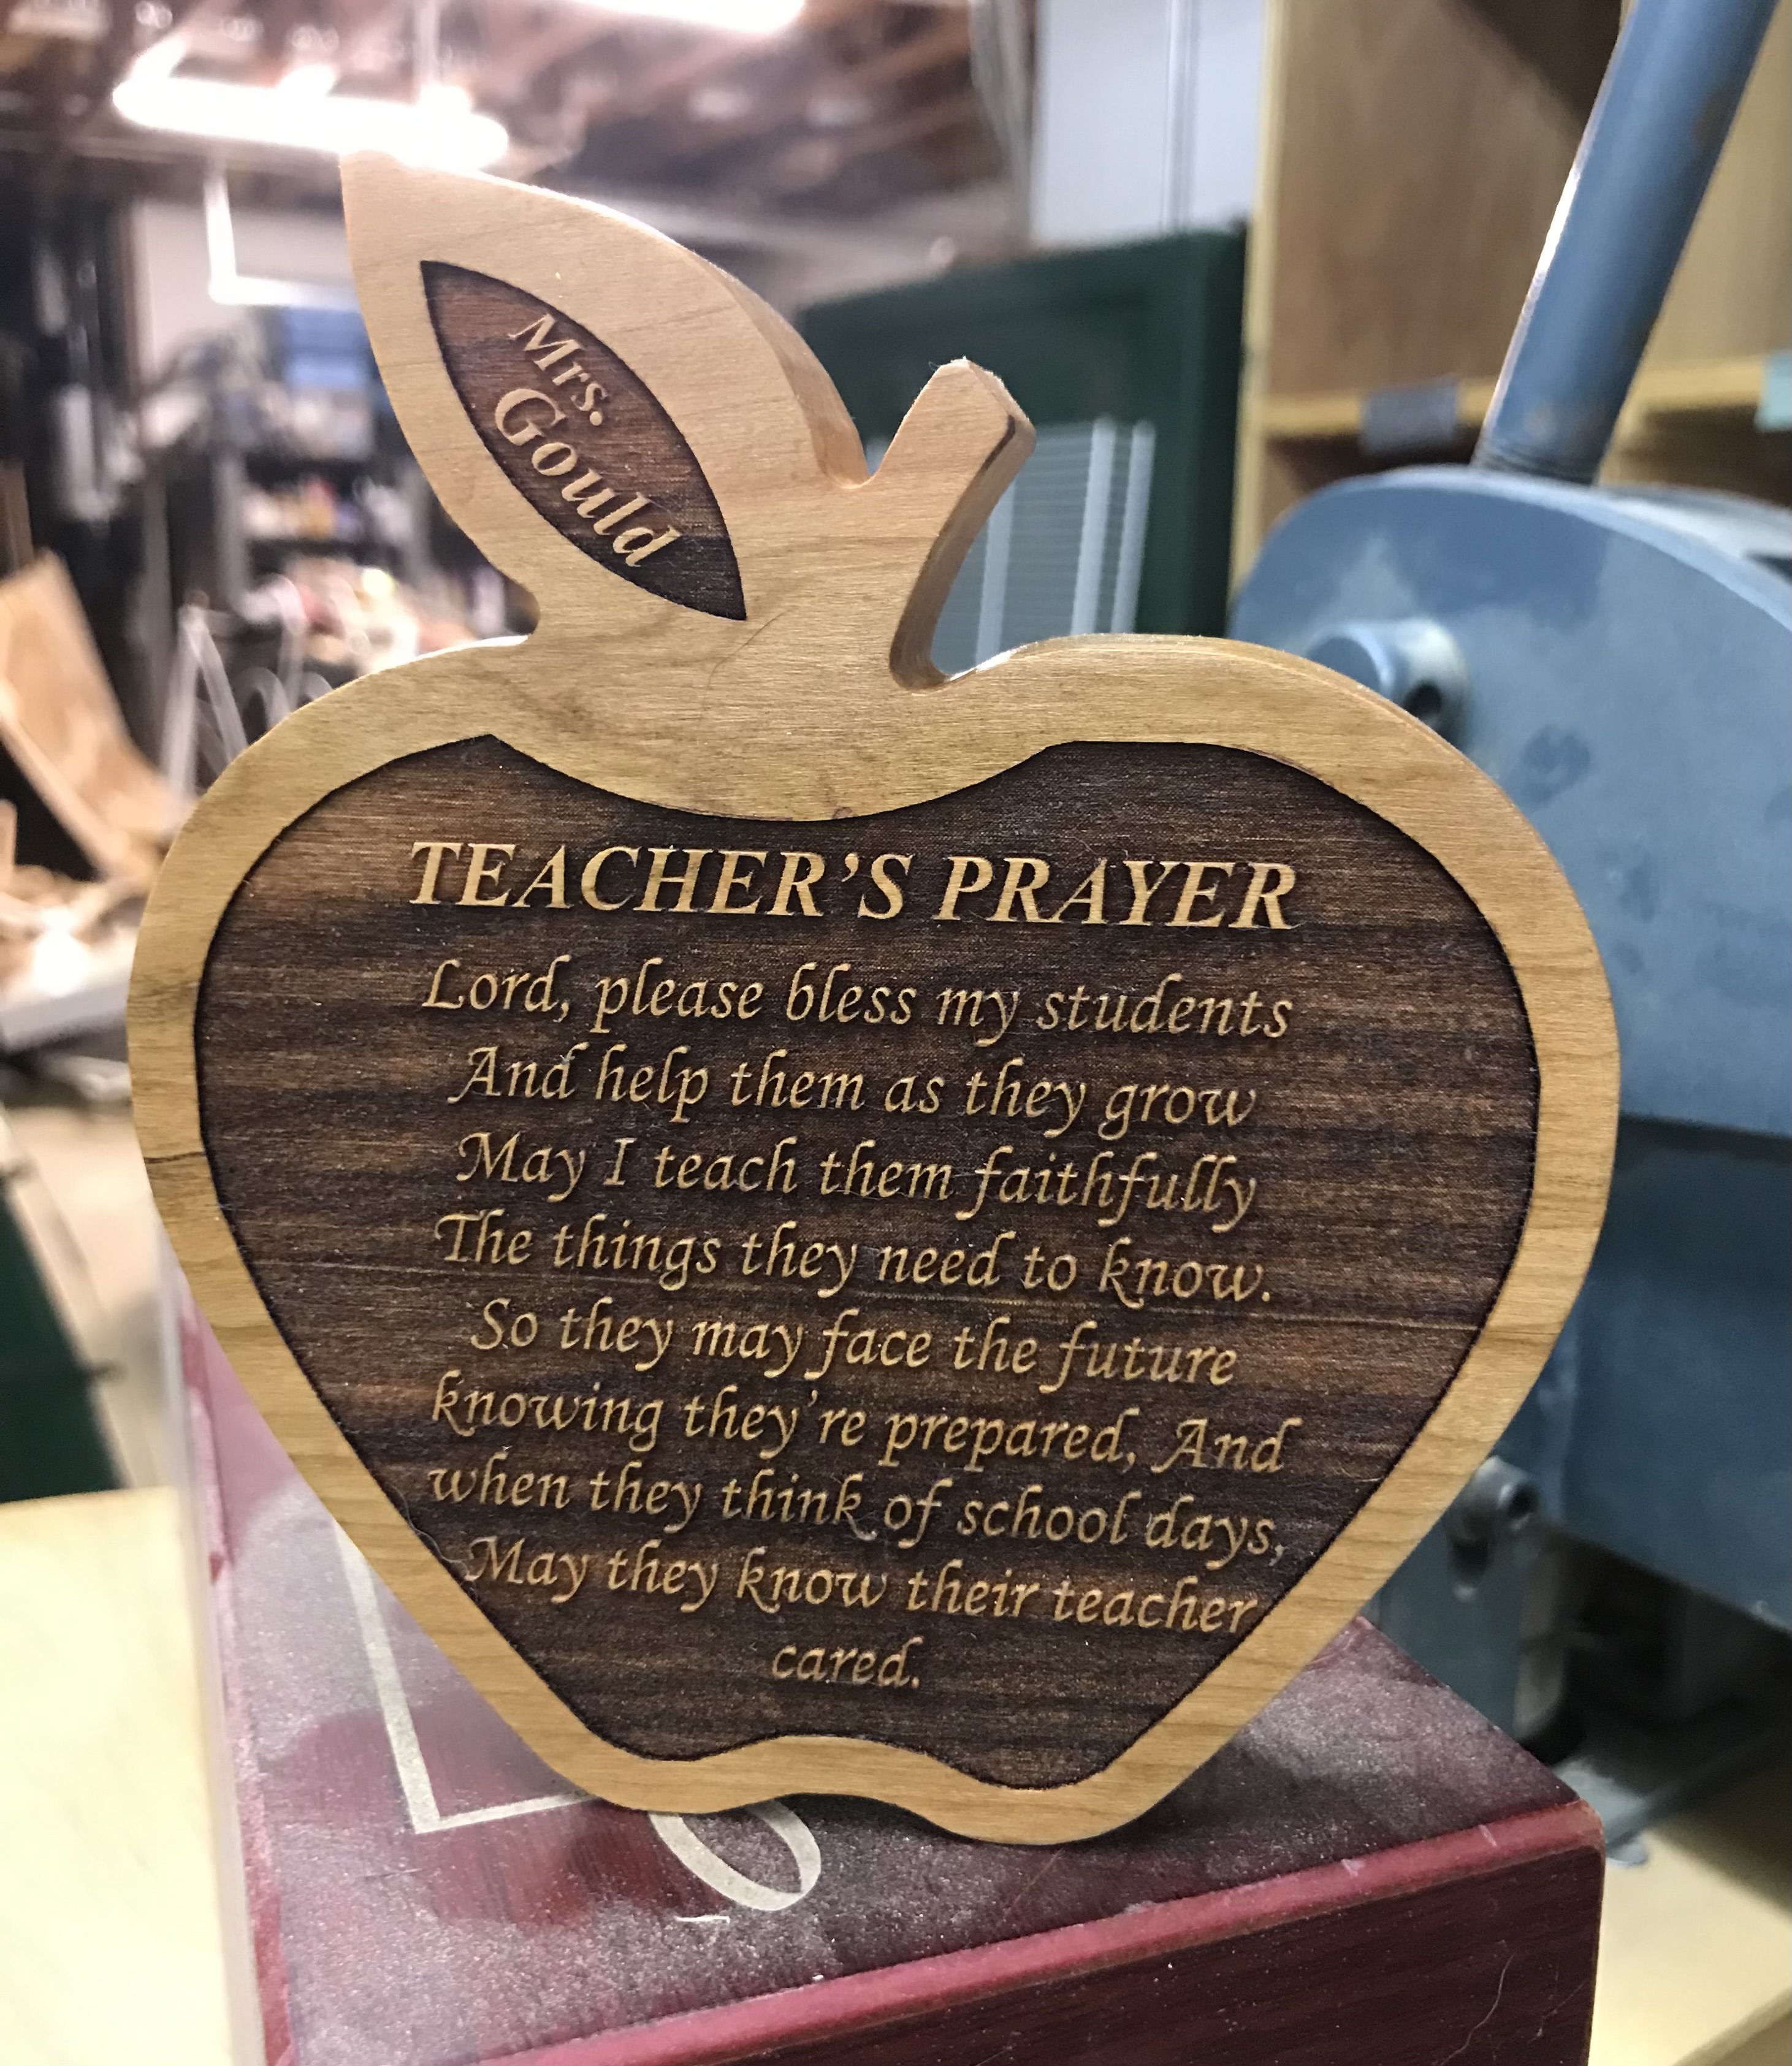 Mrs.
Gould
TEACHER’S PRAYER
Lord, please bless my students
And help them as they grow
May I teach them faithfully
The things they need to know.
So they may face the future
knowing they’re prepared, And
when they think of school days,
May they know their teacher
cared.